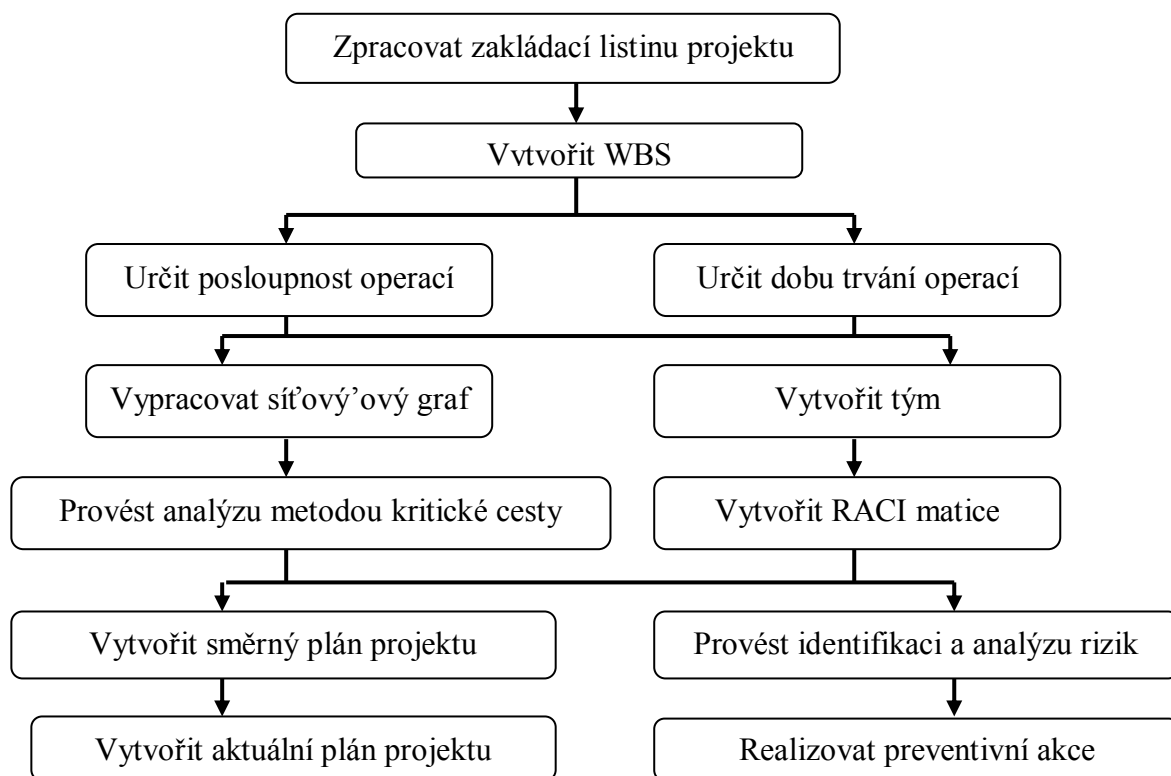 Zpracovat zakládací listinu projektu
Vvtvořit WBS
Určit posloupnost operací
Určit dobu trvání operací
Vypracovat síťový’ový graf
Vytvořit tým
Provést analýzu metodou kritické cesty
Vytvořit RACI matice
Vytvořit směrný plán projektu
Provést identifikaci a analýzu rizik
Vytvořit aktuální plán projektu
Realizovat preventivní akce